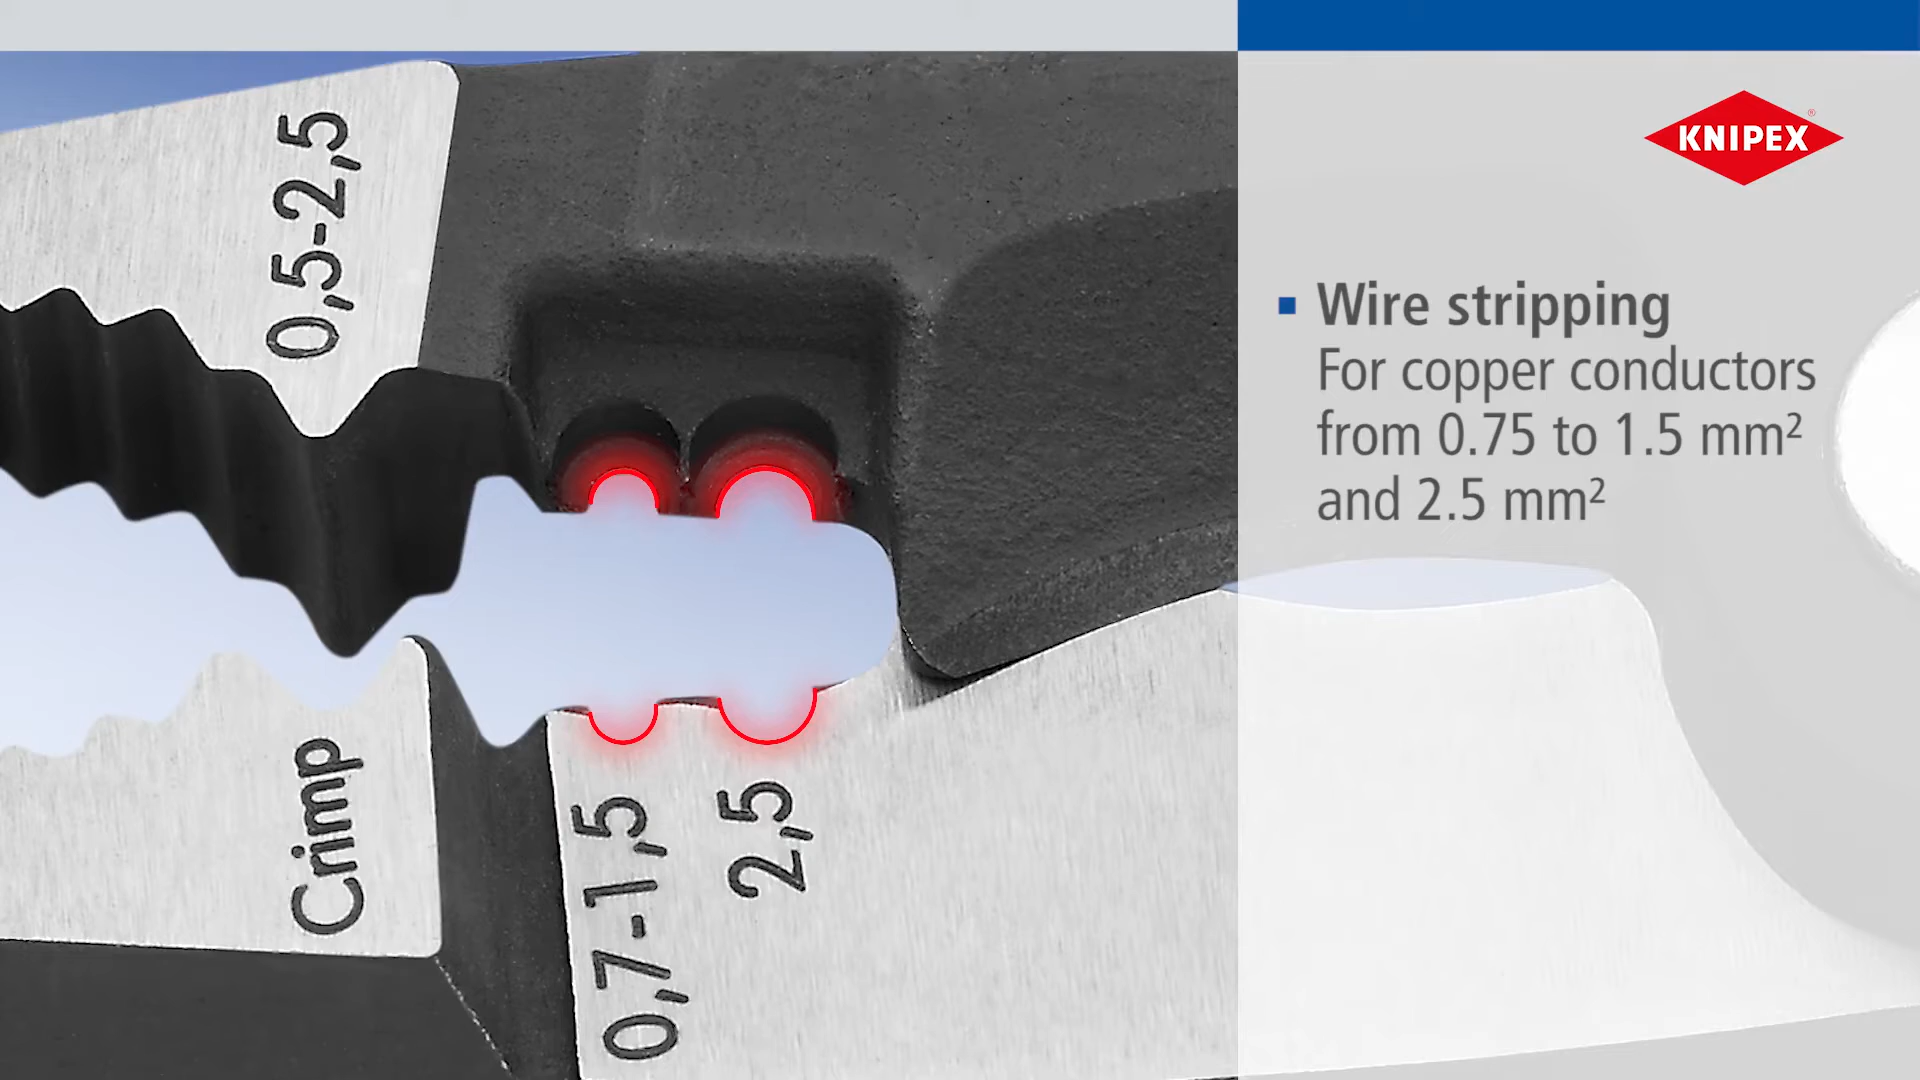 0,5-2,5
Crimp
0,7-1,5
2,5
KNIPEX®
Wire stripping
For copper conductors
from 0.75 to 1.5 mm²
and 2.5 mm²